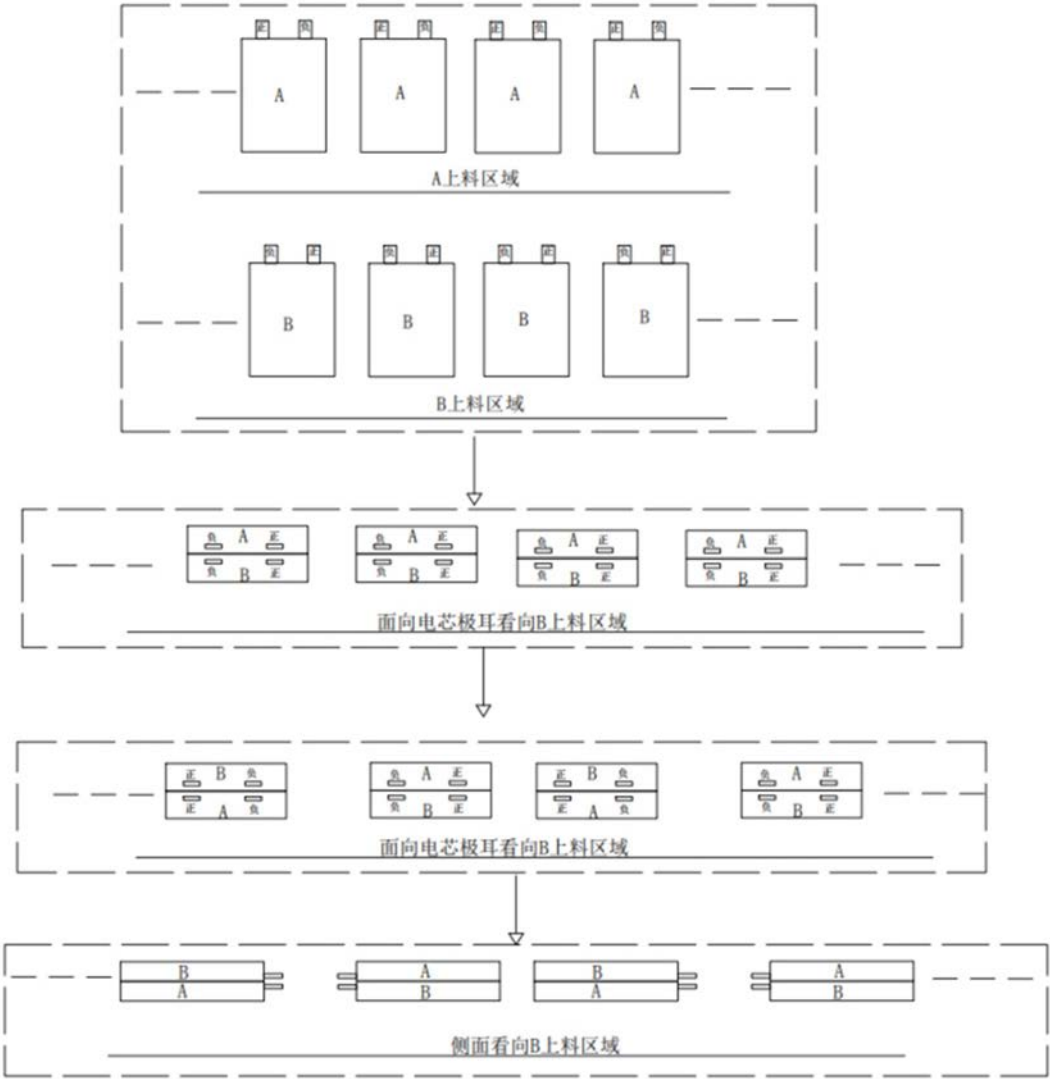 正 负 正 负 正 负 正 负
A A A A
A上料区域
负 正 负 正 负 正 负 正
B B B B
B上料区域
负 A 正 负 A 正 负 A 正 负 A 正
负 B 正 负 B 正 负 B 正 负 B 正
面向电芯极耳看向B上料区域
正 B 负 负 A 正 正 B 负 负 A 正
正 A 负 负 B 正 正 A 负 负 B 正
面向电芯极耳看向B上料区域
B A B A
A B A B
侧面看向B上料区域